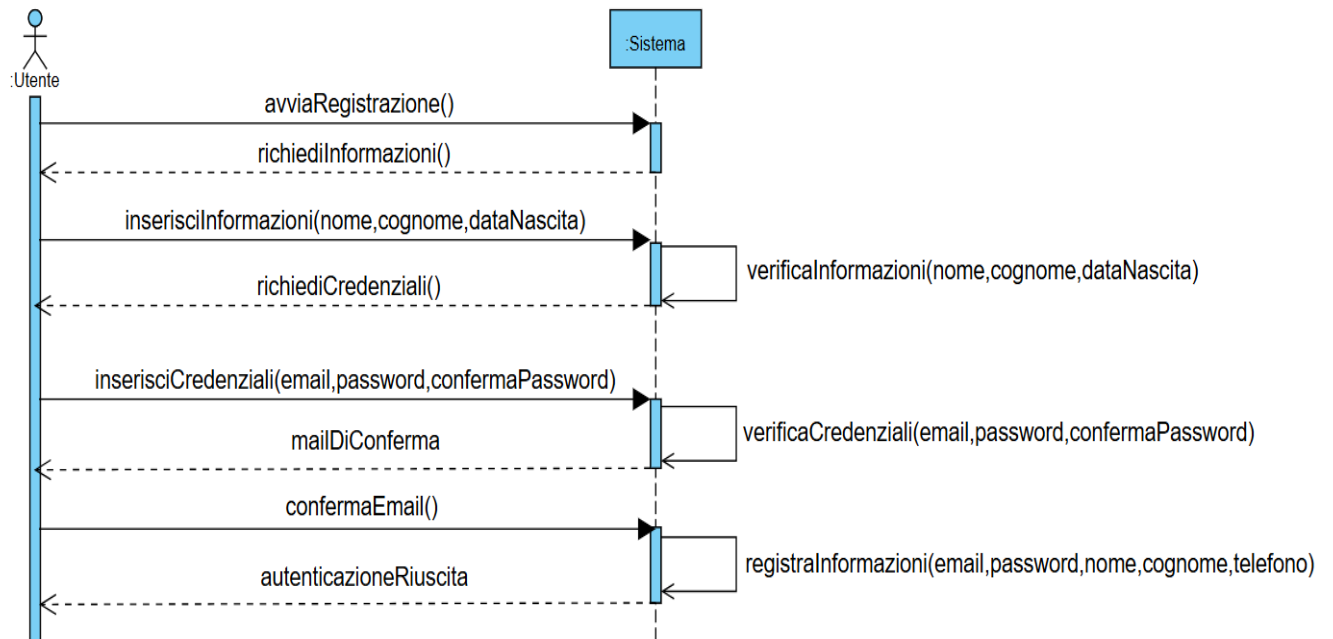 :Utente
:Sistema
avviaRegistrazione()
richiediInformazioni()
inserisciInformazioni(nome,cognome,dataNascita)
verificaInformazioni(nome,cognome,dataNascita)
richiediCredenziali()
inserisciCredenziali(email,password,confermaPassword)
verificaCredenziali(email,password,confermaPassword)
mailDiConferma
confermaEmail()
registraInformazioni(email,password,nome,cognome,telefono)
autenticazioneRiuscita